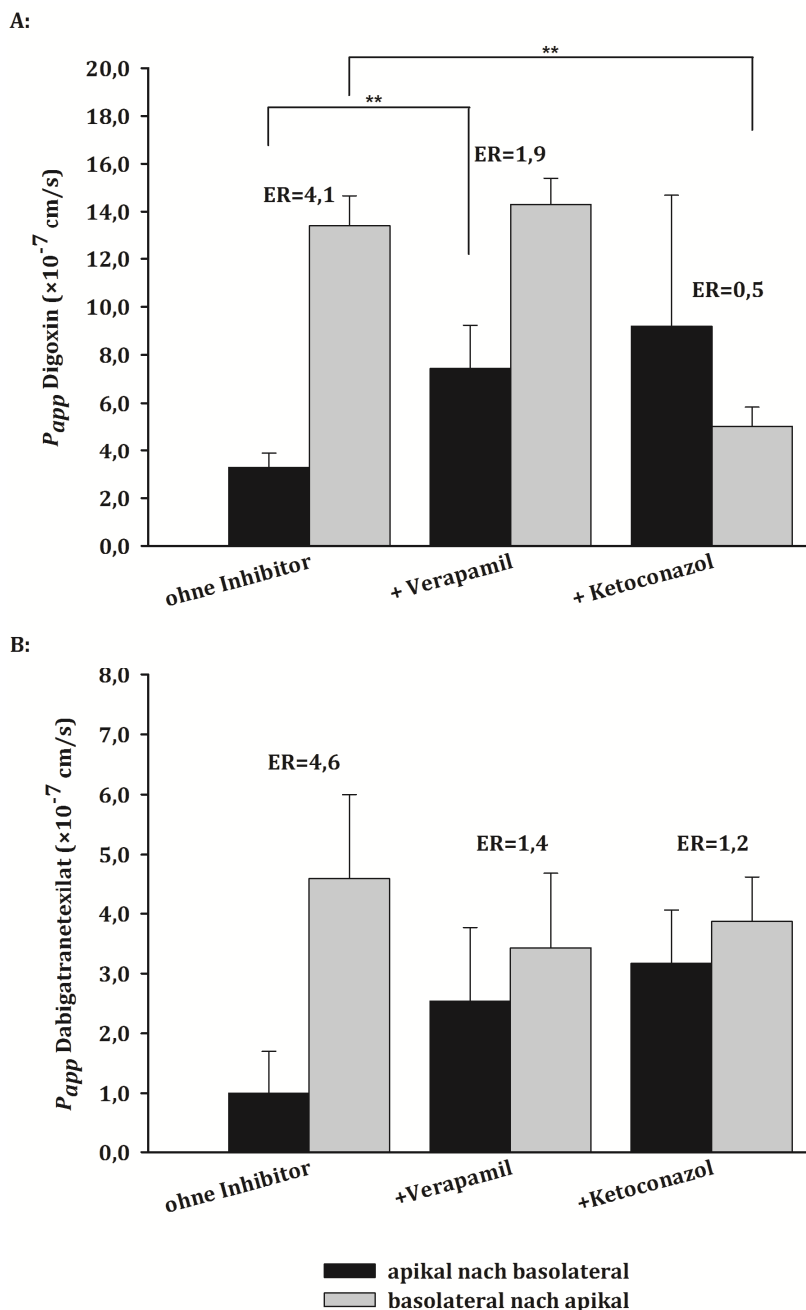 A:
P_app Digoxin (×10⁻⁷ cm/s)
20,0
18,0
16,0
14,0
12,0
10,0
8,0
6,0
4,0
2,0
0,0
**
**
ER=4,1
ER=1,9
ER=0,5
ohne Inhibitor
+ Verapamil
+ Ketoconazol
B:
P_app Dabigatranetexilat (×10⁻⁷ cm/s)
8,0
7,0
6,0
5,0
4,0
3,0
2,0
1,0
0,0
ER=4,6
ER=1,4
ER=1,2
ohne Inhibitor
+Verapamil
+Ketoconazol
apikal nach basolateral
basolateral nach apikal